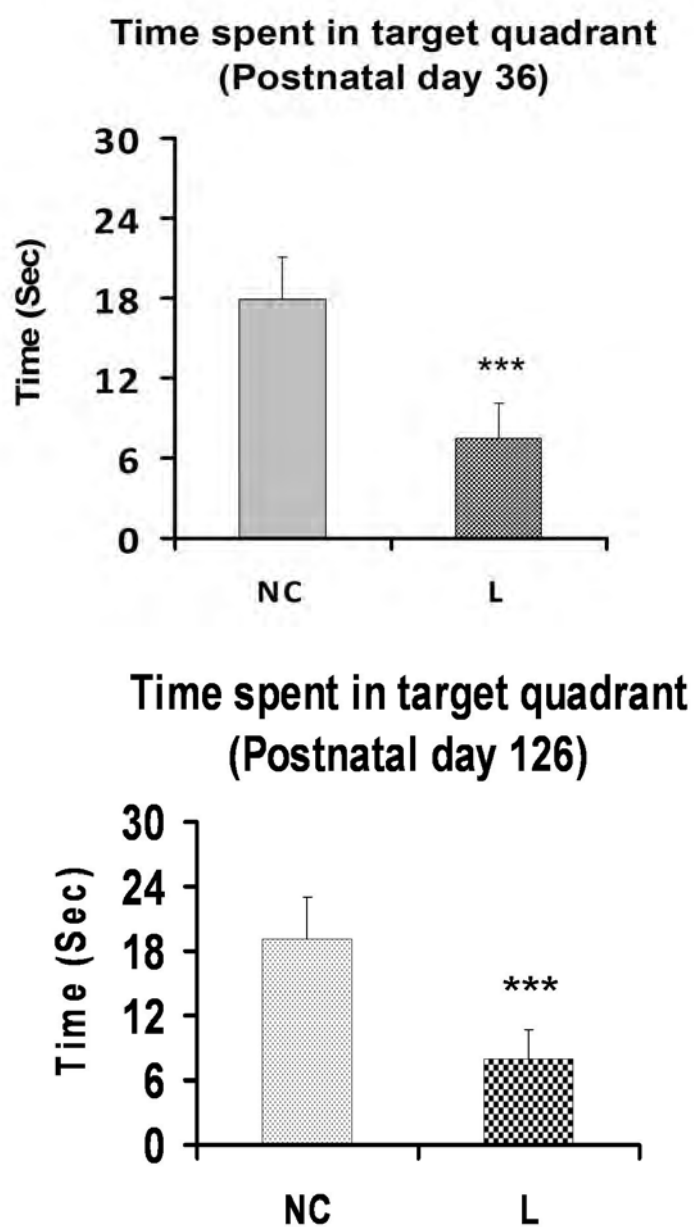 Time spent in target quadrant
(Postnatal day 36)
30
24
18
12
6
0
Time (Sec)
***
NC L
Time spent in target quadrant
(Postnatal day 126)
30
24
18
12
6
0
Time (Sec)
***
NC L